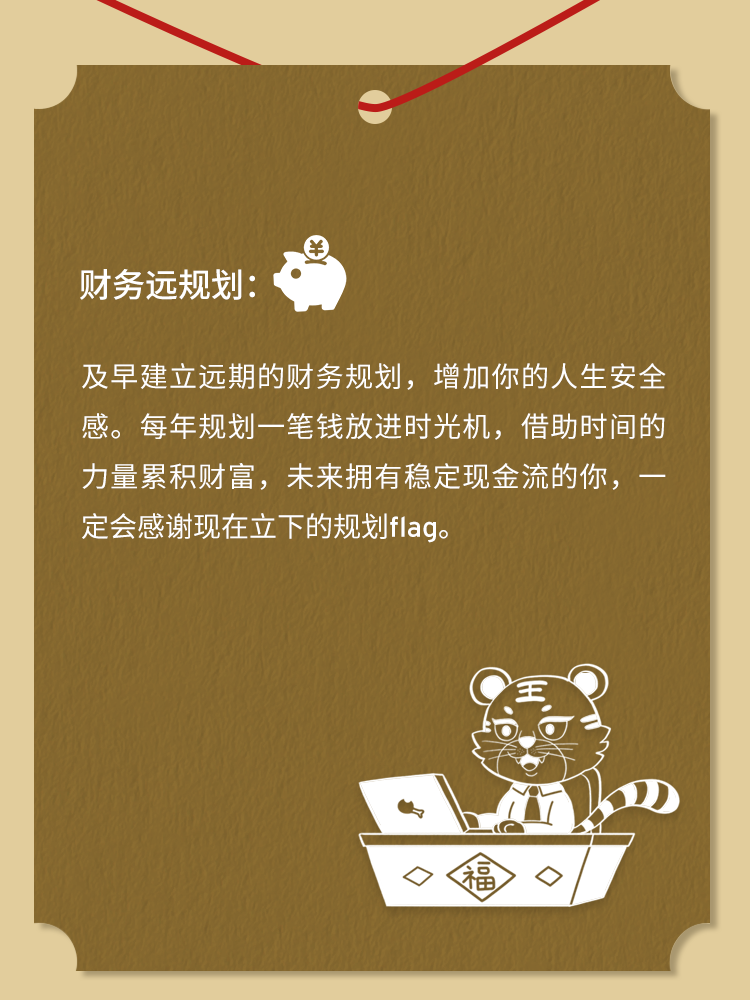 ¥
财务远规划：
及早建立远期的财务规划，增加你的人生安全
感。每年规划一笔钱放进时光机，借助时间的
力量累积财富，未来拥有稳定现金流的你，一
定会感谢现在立下的规划flag。
王
福